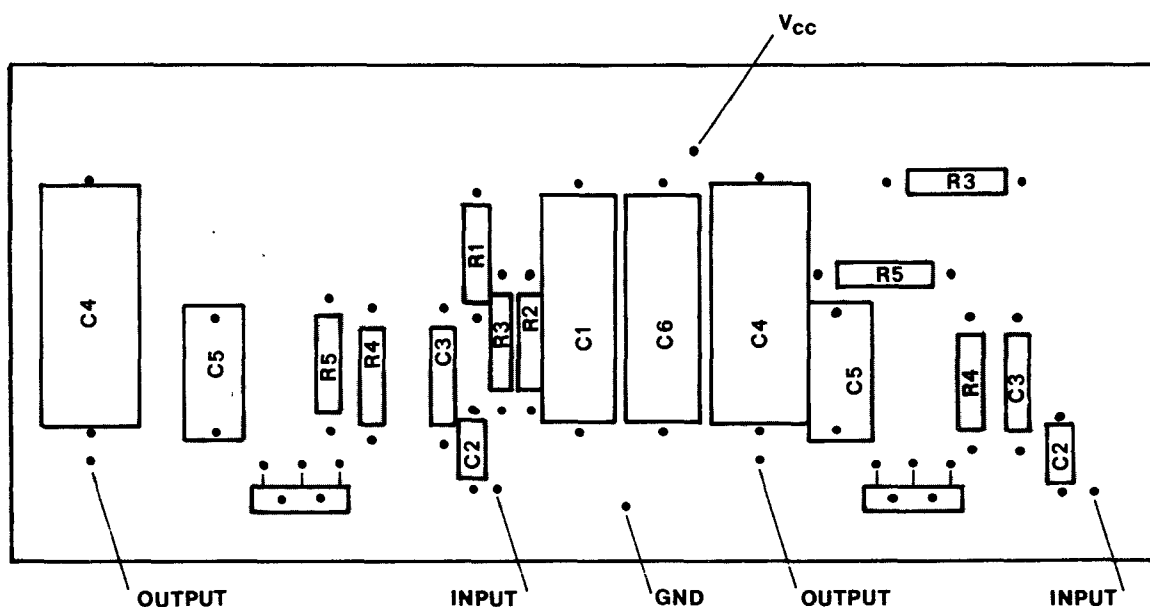 VCC
R3
R1
R5
C4
C5
R5
R4
C3
R3
R2
C1
C6
C4
C5
R4
C3
C2
C2
OUTPUT
INPUT
GND
OUTPUT
INPUT